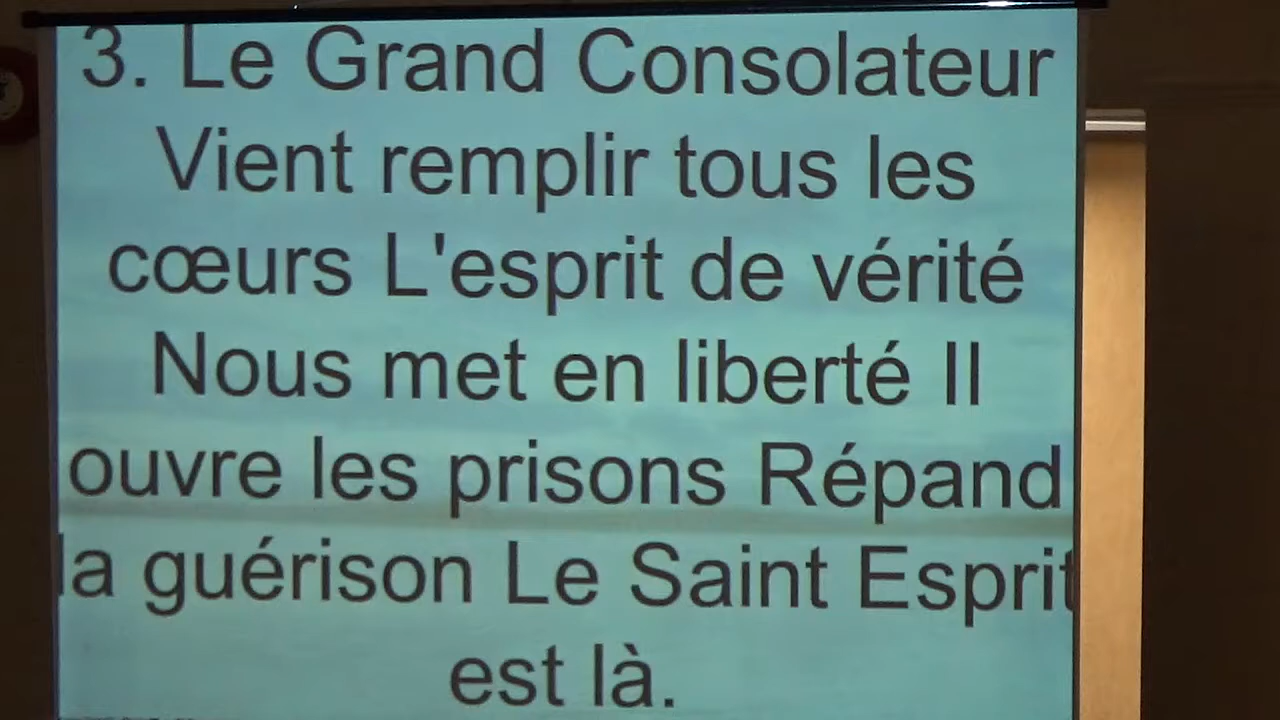 3. Le Grand Consolateur
Vient remplir tous les
cœurs L'esprit de vérité
Nous met en liberté Il
ouvre les prisons Répand
la guérison Le Saint Esprit
est là.